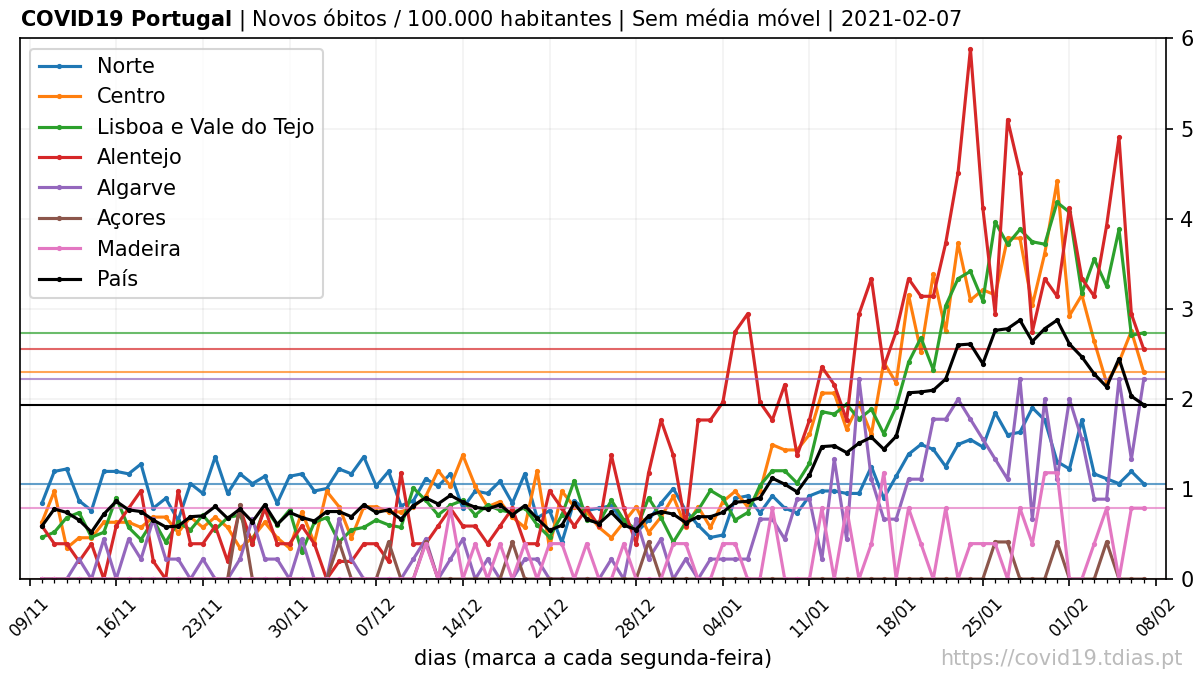 COVID19 Portugal | Novos óbitos / 100.000 habitantes | Sem média móvel | 2021-02-07
Norte
Centro
Lisboa e Vale do Tejo
Alentejo
Algarve
Açores
Madeira
País
6
5
4
3
2
1
0
09/11 16/11 23/11 30/11 07/12 14/12 21/12 28/12 04/01 11/01 18/01 25/01 01/02 08/02
dias (marca a cada segunda-feira)
https://covid19.tdias.pt